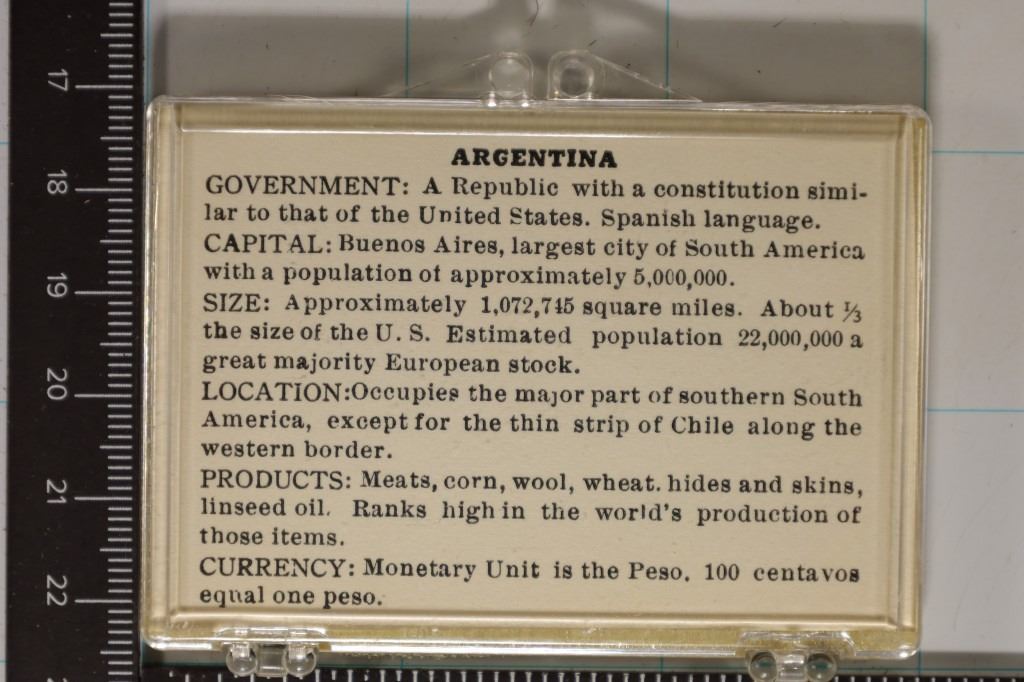 17
18
19
20
21
22
ARGENTINA
GOVERNMENT: A Republic with a constitution simi-
lar to that of the United States. Spanish language.
CAPITAL: Buenos Aires, largest city of South America
with a population of approximately 5,000,000.
SIZE: Approximately 1,072,745 square miles. About ⅓
the size of the U. S. Estimated population 22,000,000 a
great majority European stock.
LOCATION:Occupies the major part of southern South
America, except for the thin strip of Chile along the
western border.
PRODUCTS: Meats, corn, wool, wheat. hides and skins,
linseed oil. Ranks high in the world's production of
those items.
CURRENCY: Monetary Unit is the Peso. 100 centavos
equal one peso.